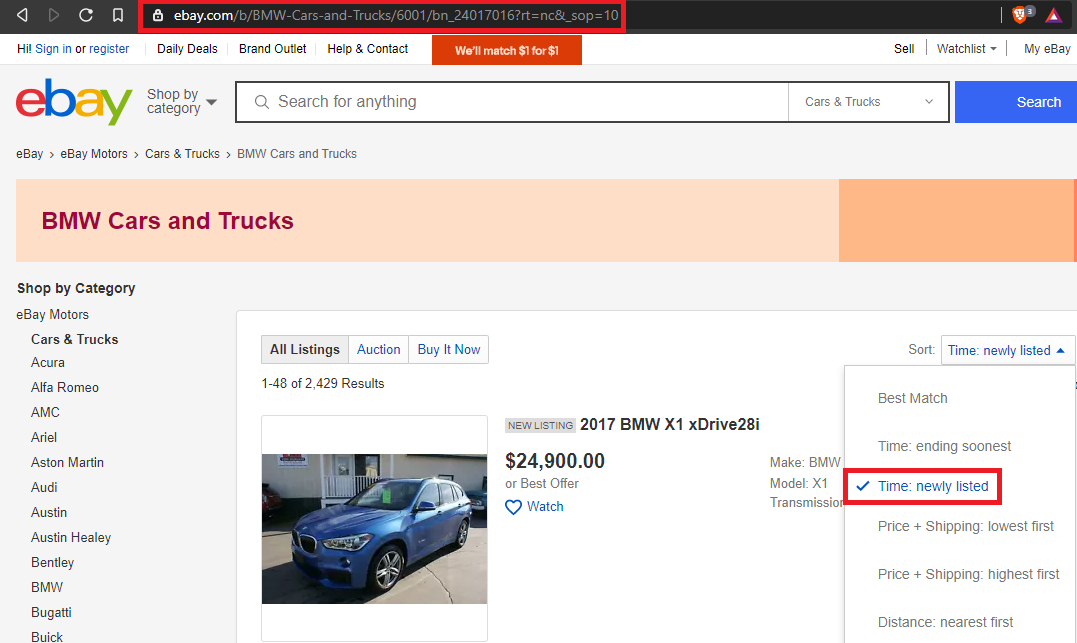 ebay.com/b/BMW-Cars-and-Trucks/6001/bn_24017016?rt=nc&_sop=10
3
Hi! Sign in or register
Daily Deals
Brand Outlet
Help & Contact
We'll match $1 for $1
Sell
Watchlist
My eBay
ebay
Shop by
category
Search for anything
Cars & Trucks
Search
eBay > eBay Motors > Cars & Trucks > BMW Cars and Trucks
BMW Cars and Trucks
Shop by Category
eBay Motors
Cars & Trucks
Acura
Alfa Romeo
AMC
Ariel
Aston Martin
Audi
Austin
Austin Healey
Bentley
BMW
Bugatti
Buick
All Listings
Auction
Buy It Now
Sort:
Time: newly listed
1-48 of 2,429 Results
NEW LISTING 2017 BMW X1 xDrive28i
$24,900.00
or Best Offer
Watch
Make: BMW
Model: X1
Transmission
Best Match
Time: ending soonest
Time: newly listed
Price + Shipping: lowest first
Price + Shipping: highest first
Distance: nearest first